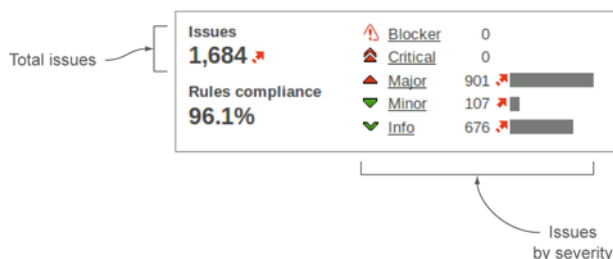 Total issues
Issues
1,684
Rules compliance
96.1%
Blocker 0
Critical 0
Major 901
Minor 107
Info 676
Issues
by severity